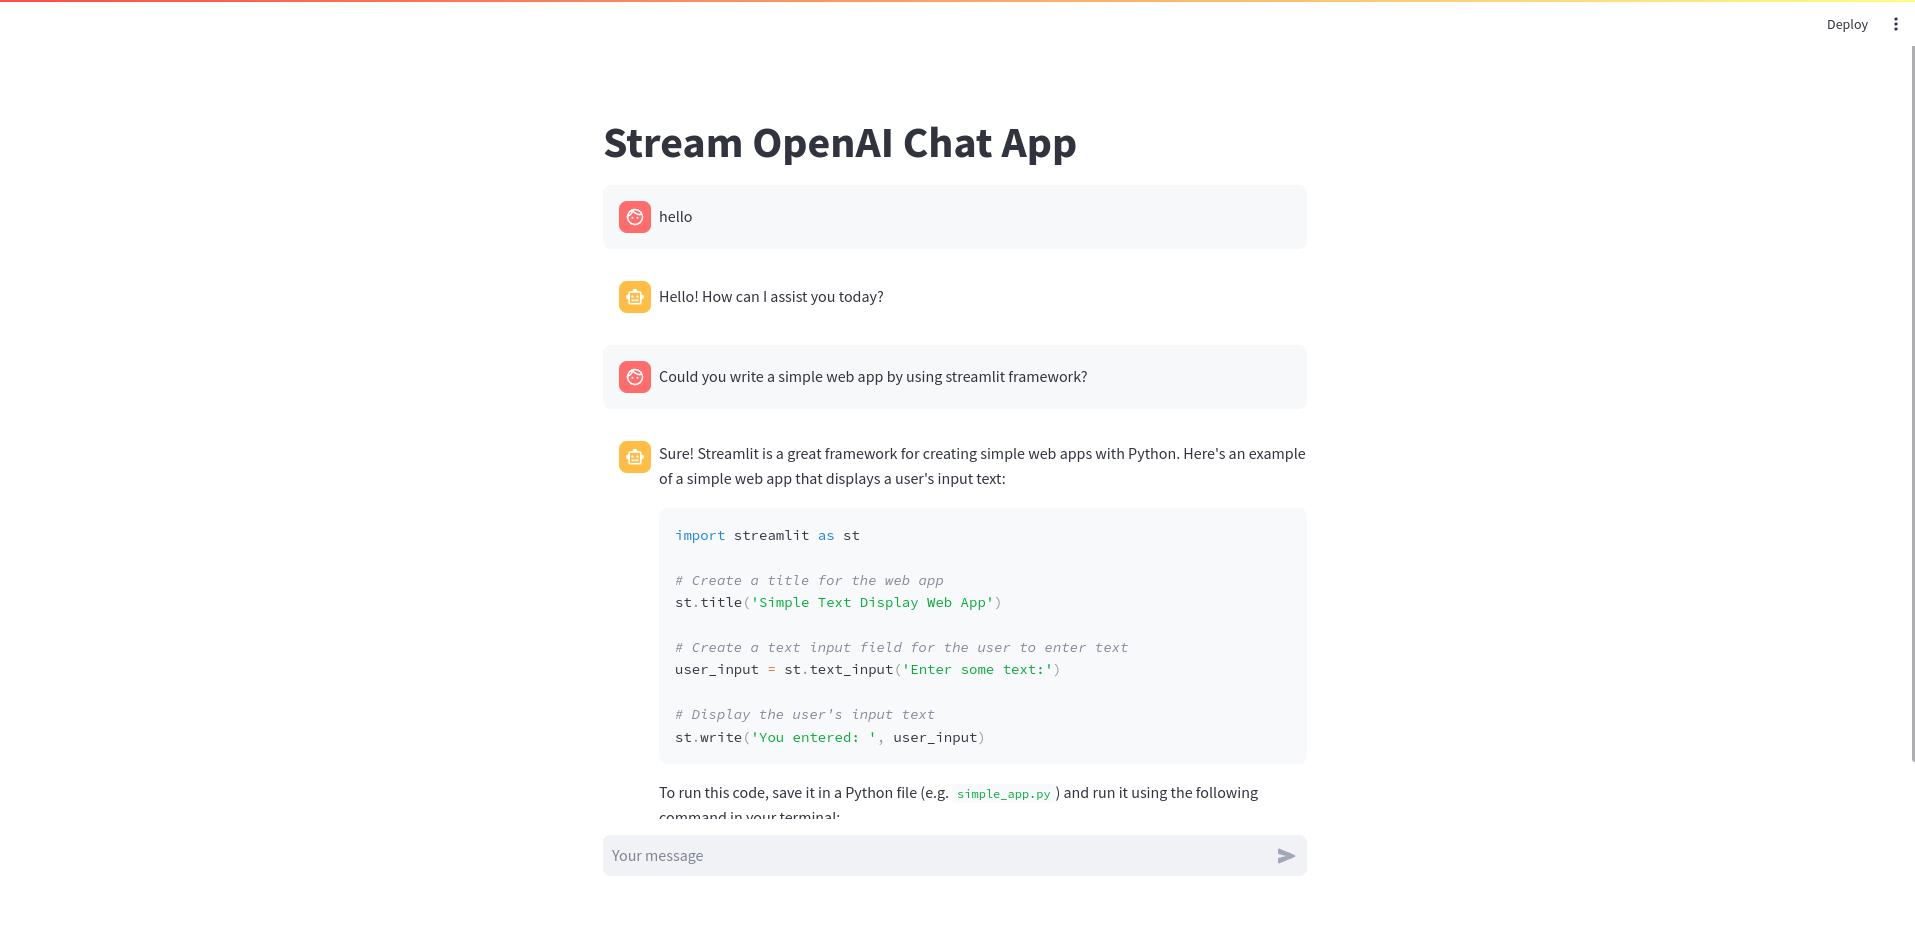 Deploy
Stream OpenAI Chat App
hello
Hello! How can I assist you today?
Could you write a simple web app by using streamlit framework?
Sure! Streamlit is a great framework for creating simple web apps with Python. Here's an example
of a simple web app that displays a user's input text:
import streamlit as st
# Create a title for the web app
st.title('Simple Text Display Web App')
# Create a text input field for the user to enter text
user_input = st.text_input('Enter some text:')
# Display the user's input text
st.write('You entered: ', user_input)
To run this code, save it in a Python file (e.g. simple_app.py ) and run it using the following
command in your terminal:
Your message